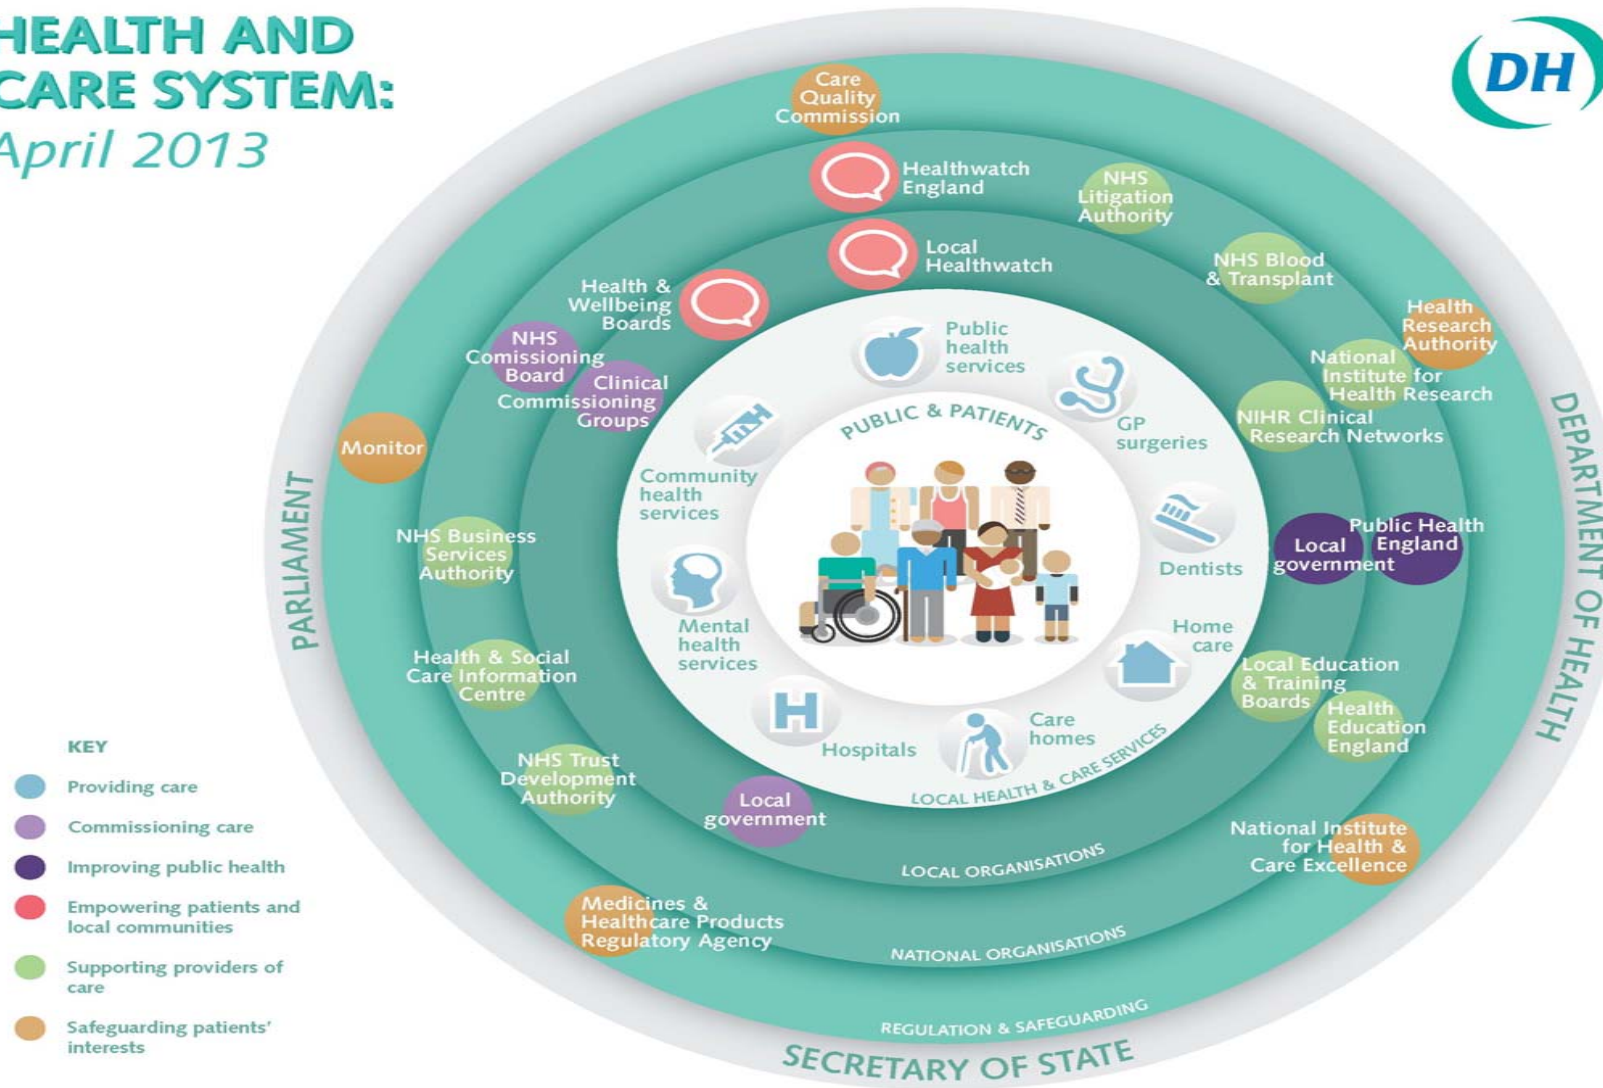 HEALTH AND
CARE SYSTEM:
April 2013
DH
Care
Quality
Commission
Healthwatch
England
NHS
Litigation
Authority
Local
Healthwatch
NHS Blood
& Transplant
Health &
Wellbeing
Boards
Health
Research
Authority
NHS
Comissioning
Board
National
Institute for
Health Research
Clinical
Commissioning
Groups
NIHR Clinical
Research Networks
Monitor
Public
health
services
GP
surgeries
PUBLIC & PATIENTS
Community
health
services
Dentists
Mental
health
services
Home
care
H
Hospitals
Care
homes
LOCAL HEALTH & CARE SERVICES
NHS Business
Services
Authority
Local
government
Public Health
England
PARLIAMENT
DEPARTMENT OF HEALTH
Health & Social
Care Information
Centre
Local Education
& Training
Boards
Health
Education
England
NHS Trust
Development
Authority
Local
government
National Institute
for Health &
Care Excellence
LOCAL ORGANISATIONS
Medicines &
Healthcare Products
Regulatory Agency
NATIONAL ORGANISATIONS
REGULATION & SAFEGUARDING
SECRETARY OF STATE
KEY
Providing care
Commissioning care
Improving public health
Empowering patients and
local communities
Supporting providers of
care
Safeguarding patients'
interests